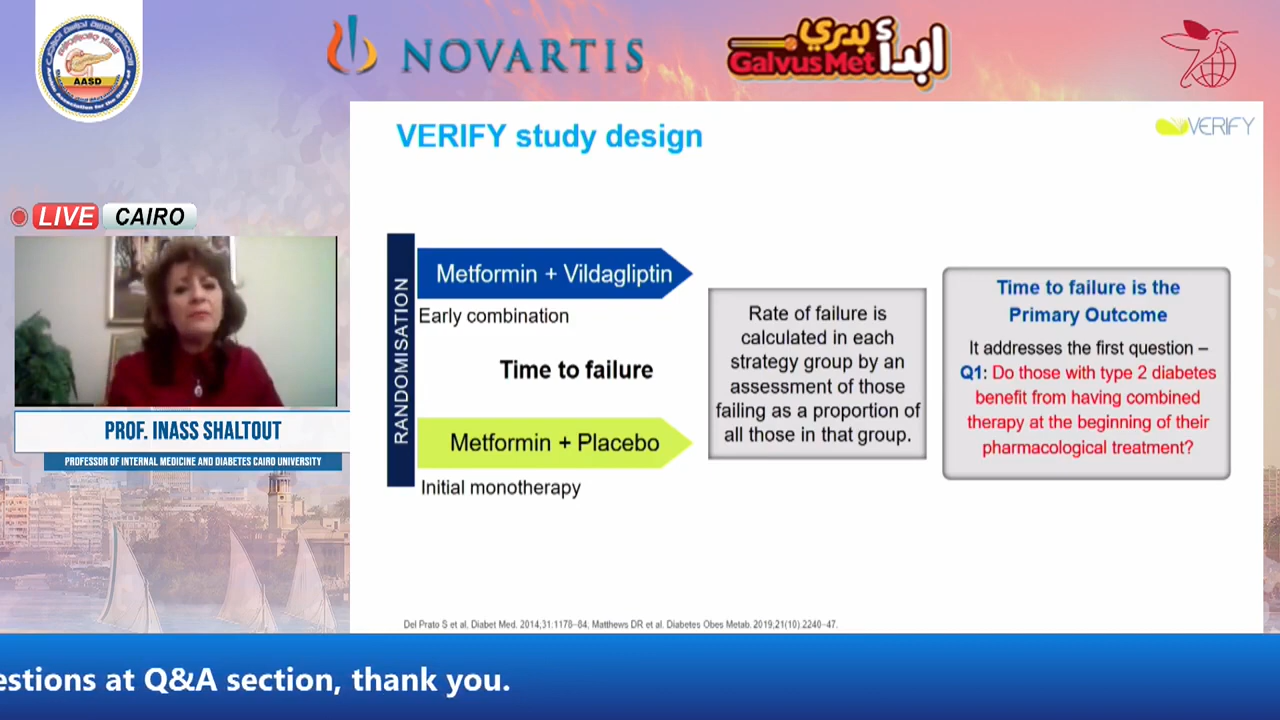 AASD
NOVARTIS
ابدأ بدري
GalvusMet
VERIFY study design
VERIFY
LIVE CAIRO
RANDOMISATION
Metformin + Vildagliptin
Early combination
Time to failure
Metformin + Placebo
Initial monotherapy
Rate of failure is
calculated in each
strategy group by an
assessment of those
failing as a proportion of
all those in that group.
Time to failure is the
Primary Outcome
It addresses the first question –
Q1: Do those with type 2 diabetes
benefit from having combined
therapy at the beginning of their
pharmacological treatment?
PROF. INASS SHALTOUT
PROFESSOR OF INTERNAL MEDICINE AND DIABETES CAIRO UNIVERSITY
Del Prato S et al, Diabet Med. 2014;31:1178–84; Matthews DR et al. Diabetes Obes Metab. 2019;21(10):2240–47.
estions at Q&A section, thank you.